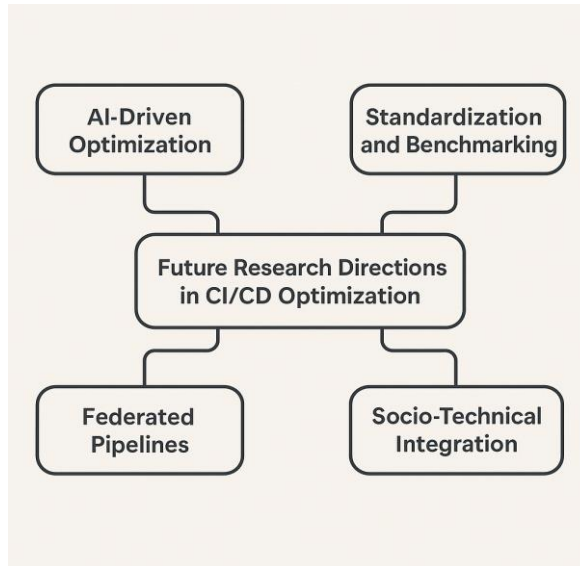 AI-Driven
Optimization
Standardization
and Benchmarking
Future Research Directions
in CI/CD Optimization
Federated
Pipelines
Socio-Technical
Integration